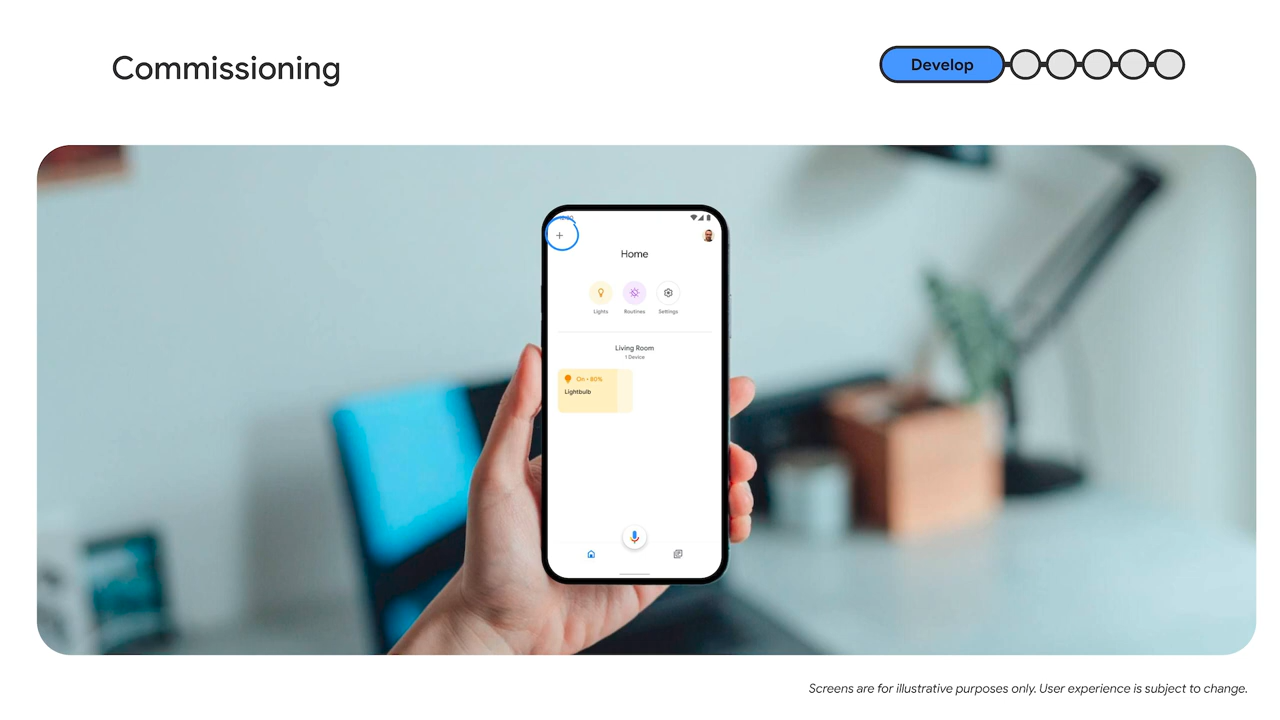 Commissioning
Develop
Home
Lights
Routines
Settings
Living Room
1 Device
On • 80%
Lightbulb
Screens are for illustrative purposes only. User experience is subject to change.